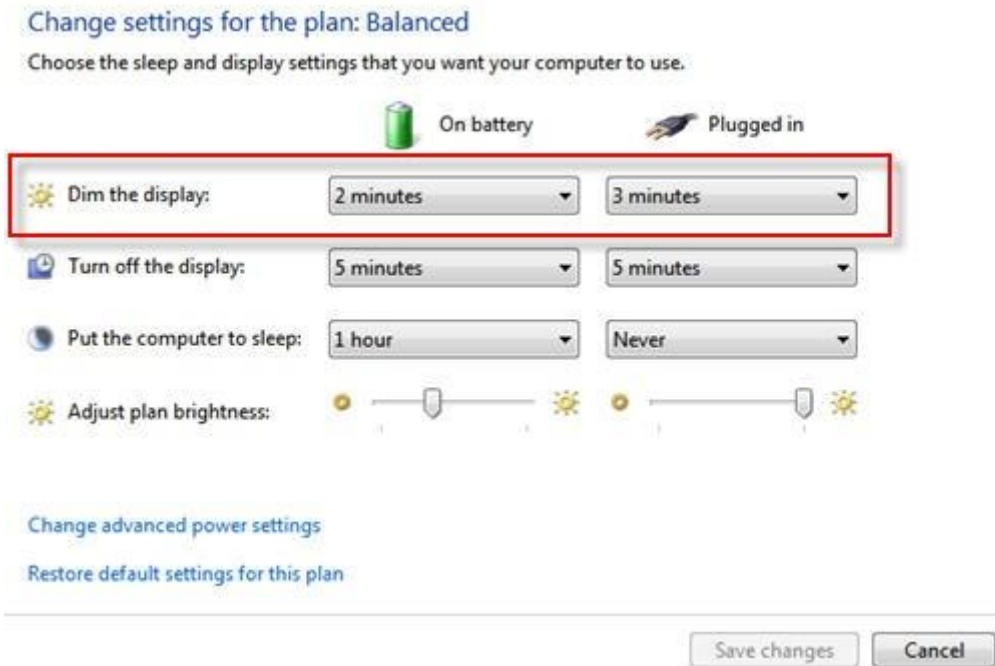 Change settings for the plan: Balanced
Choose the sleep and display settings that you want your computer to use.
On battery Plugged in
Dim the display: 2 minutes 3 minutes
Turn off the display: 5 minutes 5 minutes
Put the computer to sleep: 1 hour Never
Adjust plan brightness:
Change advanced power settings
Restore default settings for this plan
Save changes Cancel